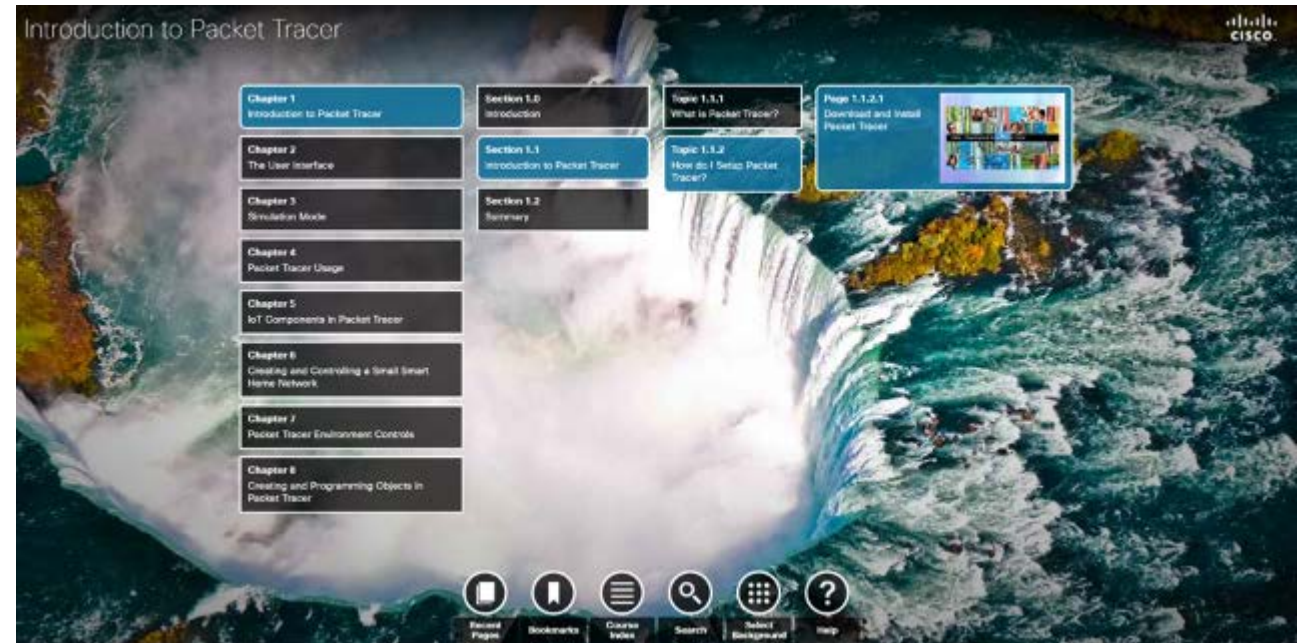 Introduction to Packet Tracer
CISCO
Chapter 1
Introduction to Packet Tracer
Chapter 2
The User Interface
Chapter 3
Simulation Mode
Chapter 4
Packet Tracer Usage
Chapter 5
IoT Components in Packet Tracer
Chapter 6
Creating and Controlling a Small Smart
Home Network
Chapter 7
Packet Tracer Environment Controls
Chapter 8
Creating and Programming Objects in
Packet Tracer
Section 1.0
Introduction
Section 1.1
Introduction to Packet Tracer
Section 1.2
Summary
Topic 1.1.1
What is Packet Tracer?
Topic 1.1.2
How do I Setup Packet
Tracer?
Page 1.1.2.1
Download and Install
Packet Tracer
Recent
Pages
Bookmarks
Course
Index
Search
Select
Background
Help